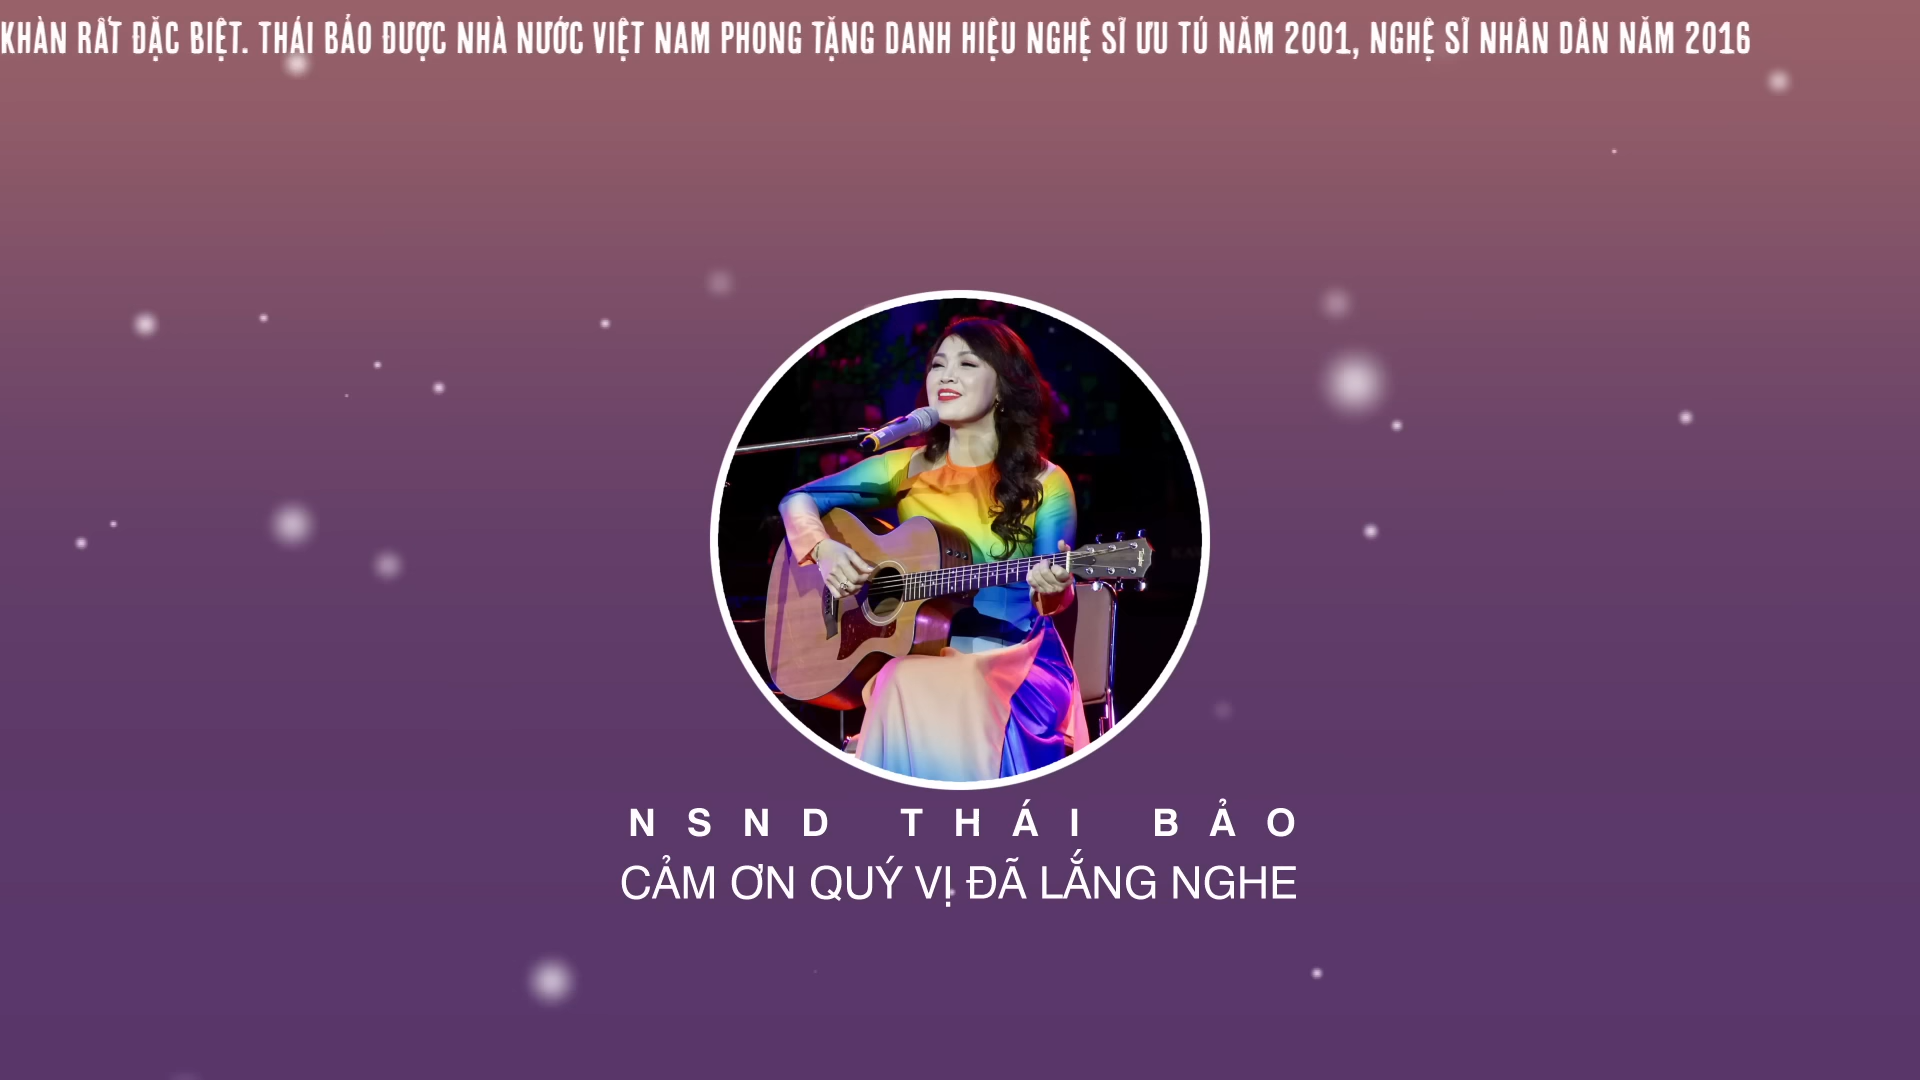 KHÀN RẤT ĐẶC BIỆT. THÁI BẢO ĐƯỢC NHÀ NƯỚC VIỆT NAM PHONG TẶNG DANH HIỆU NGHỆ SĨ ƯU TÚ NĂM 2001, NGHỆ SĨ NHÂN DÂN NĂM 2016
NSND THÁI BẢO
CẢM ƠN QUÝ VỊ ĐÃ LẮNG NGHE